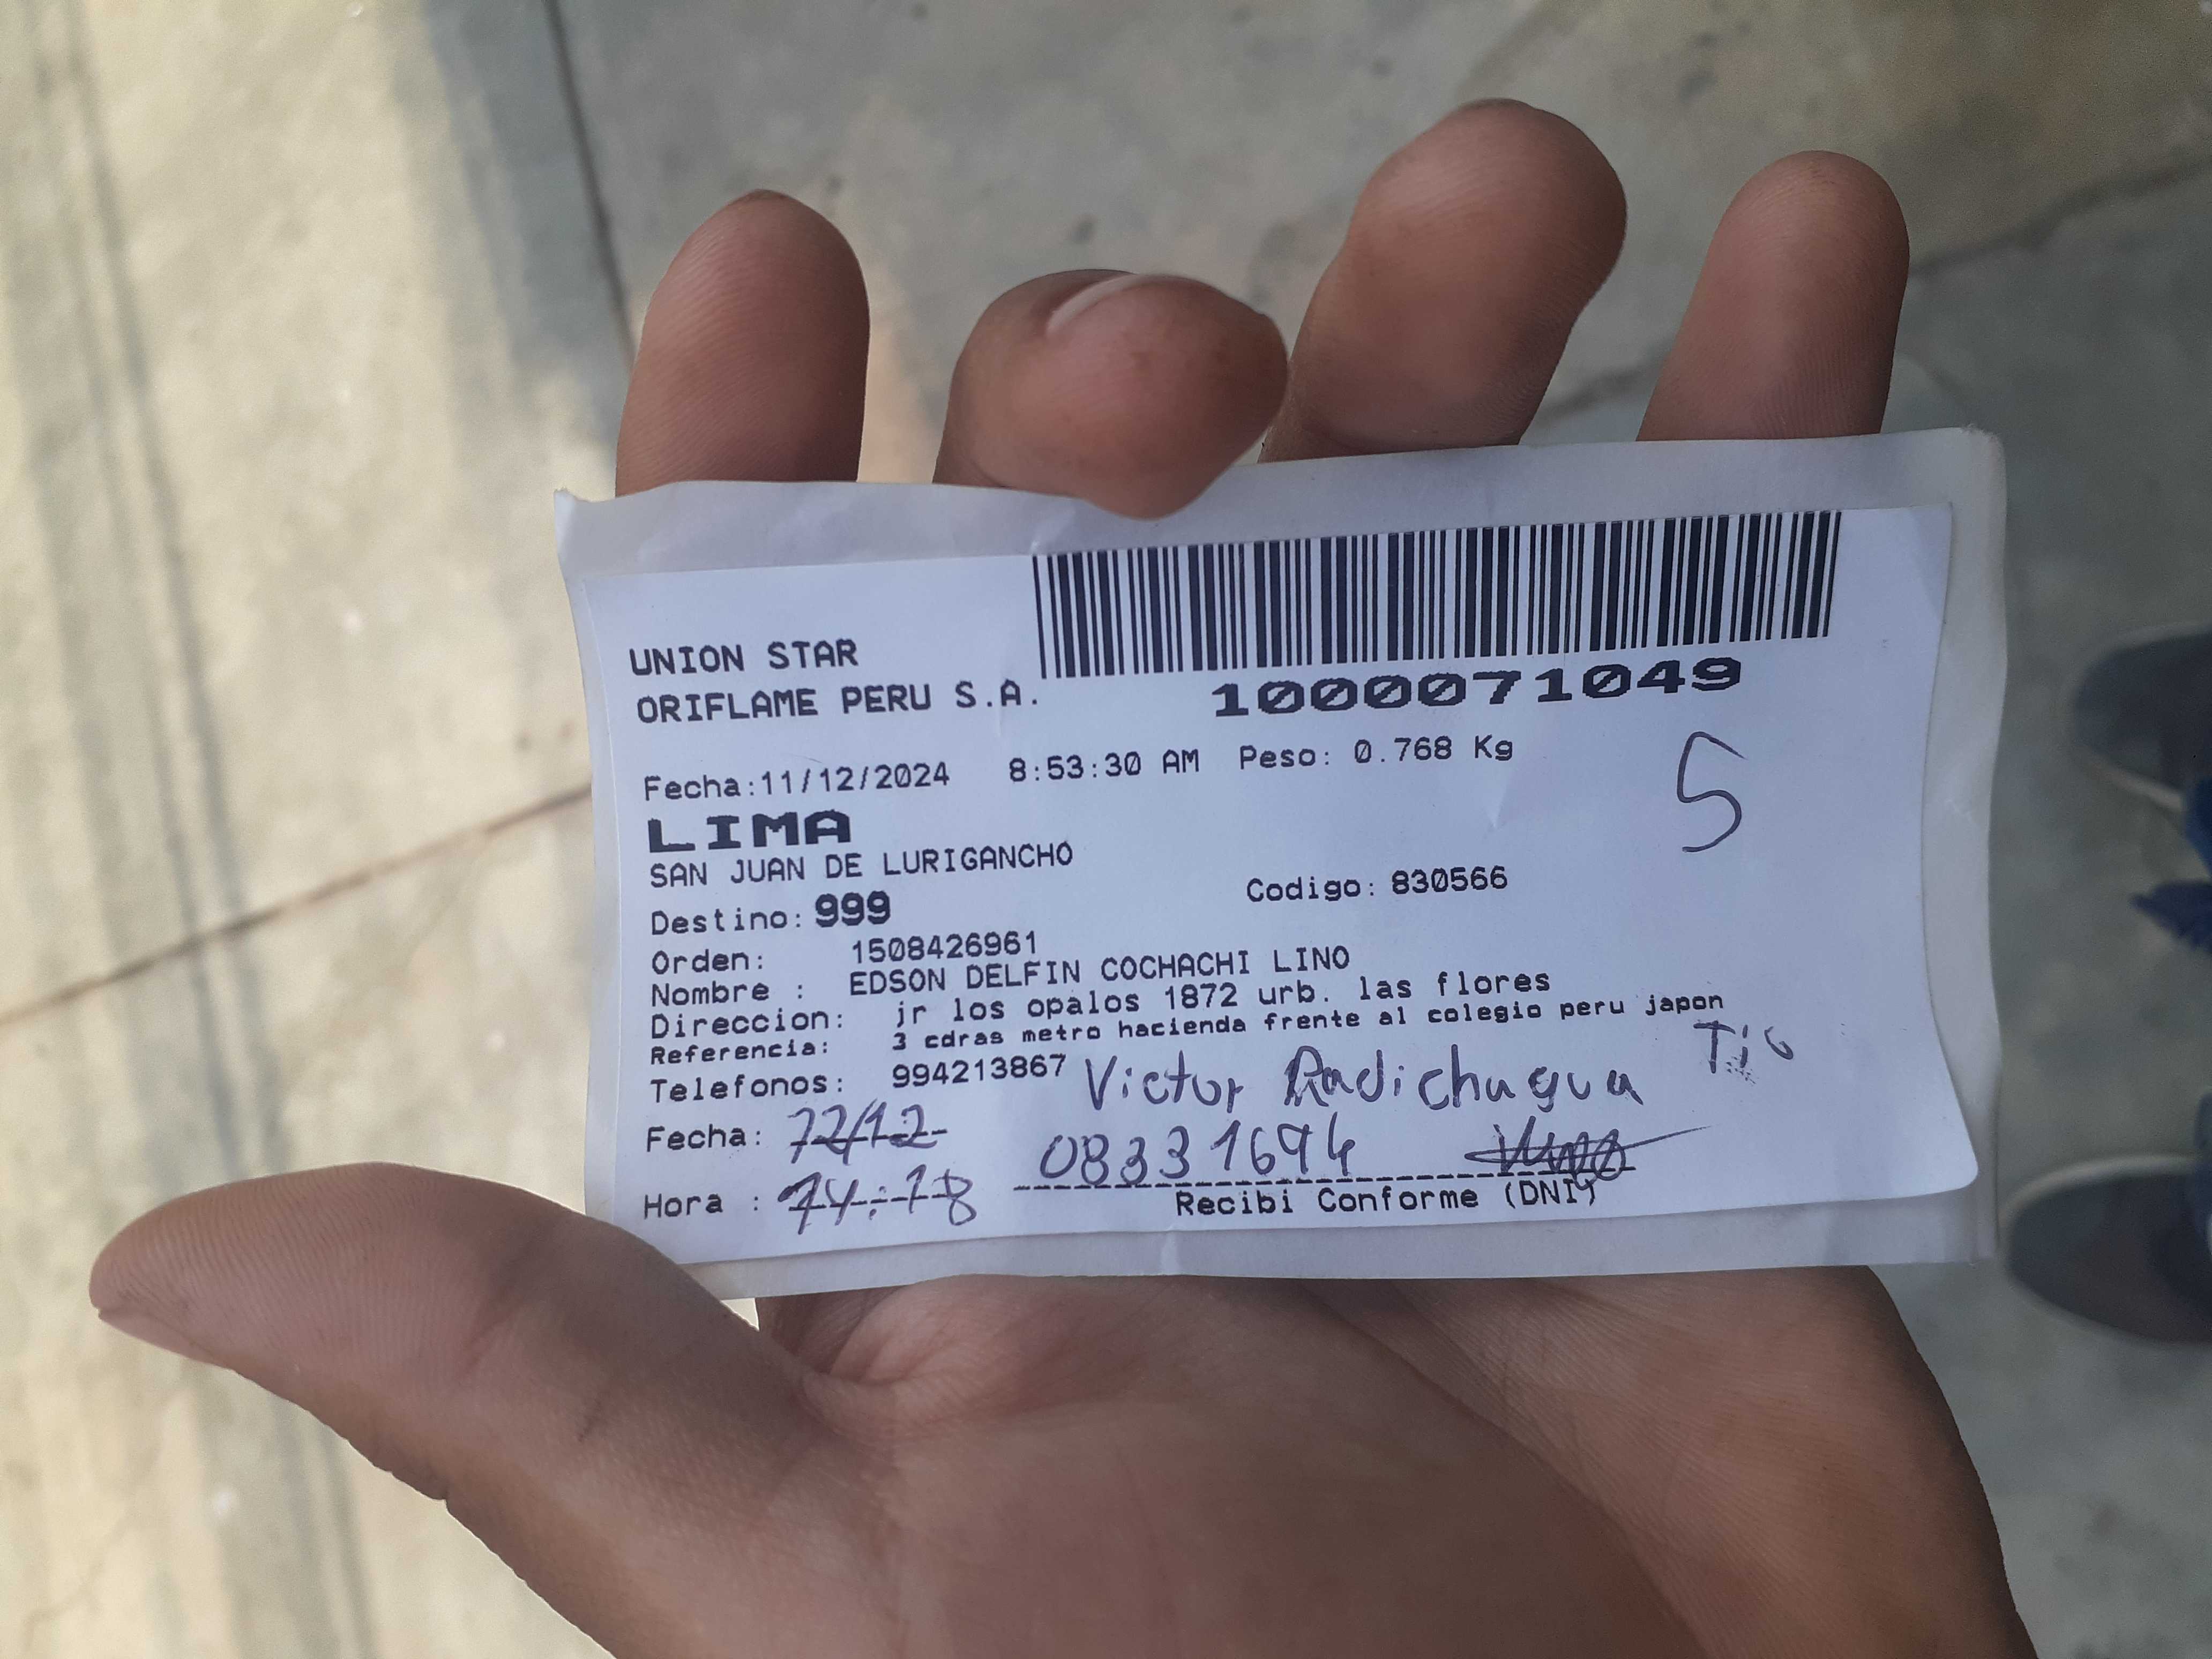 UNION STAR
ORIFLAME PERU S.A.
1000071049
Fecha:11/12/2024 8:53:30 AM Peso: 0.768 Kg
5
LIMA
SAN JUAN DE LURIGANCHO
Destino: 999 Codigo: 830566
Orden: 1508426961
Nombre : EDSON DELFIN COCHACHI LINO
Direccion: jr los opalos 1872 urb. las flores
Referencia: 3 cdras metro hacienda frente al colegio peru japon
Telefonos: 994213867 Victor Radichugua Tio
Fecha: 12/12
08331694
Hora : 14:18
Recibi Conforme (DNI)